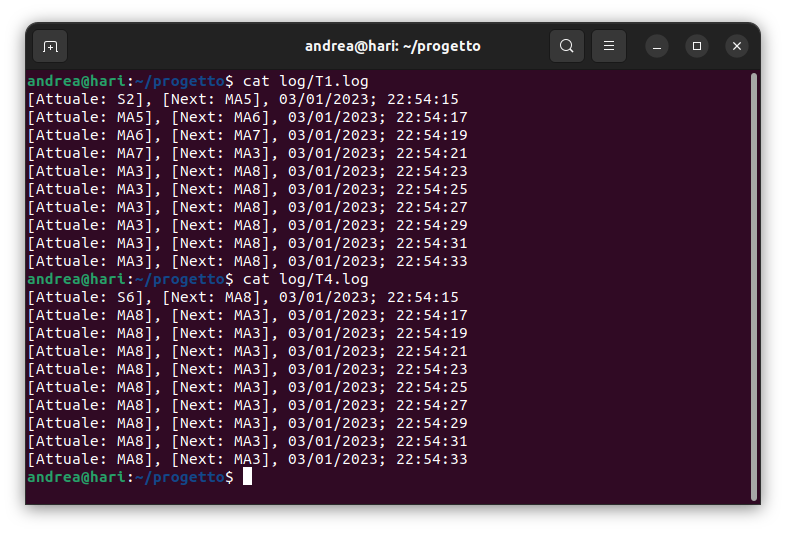 andrea@hari: ~/progetto
andrea@hari:~/progetto$ cat log/T1.log
[Attuale: S2], [Next: MA5], 03/01/2023; 22:54:15
[Attuale: MA5], [Next: MA6], 03/01/2023; 22:54:17
[Attuale: MA6], [Next: MA7], 03/01/2023; 22:54:19
[Attuale: MA7], [Next: MA3], 03/01/2023; 22:54:21
[Attuale: MA3], [Next: MA8], 03/01/2023; 22:54:23
[Attuale: MA3], [Next: MA8], 03/01/2023; 22:54:25
[Attuale: MA3], [Next: MA8], 03/01/2023; 22:54:27
[Attuale: MA3], [Next: MA8], 03/01/2023; 22:54:29
[Attuale: MA3], [Next: MA8], 03/01/2023; 22:54:31
[Attuale: MA3], [Next: MA8], 03/01/2023; 22:54:33
andrea@hari:~/progetto$ cat log/T4.log
[Attuale: S6], [Next: MA8], 03/01/2023; 22:54:15
[Attuale: MA8], [Next: MA3], 03/01/2023; 22:54:17
[Attuale: MA8], [Next: MA3], 03/01/2023; 22:54:19
[Attuale: MA8], [Next: MA3], 03/01/2023; 22:54:21
[Attuale: MA8], [Next: MA3], 03/01/2023; 22:54:23
[Attuale: MA8], [Next: MA3], 03/01/2023; 22:54:25
[Attuale: MA8], [Next: MA3], 03/01/2023; 22:54:27
[Attuale: MA8], [Next: MA3], 03/01/2023; 22:54:29
[Attuale: MA8], [Next: MA3], 03/01/2023; 22:54:31
[Attuale: MA8], [Next: MA3], 03/01/2023; 22:54:33
andrea@hari:~/progetto$